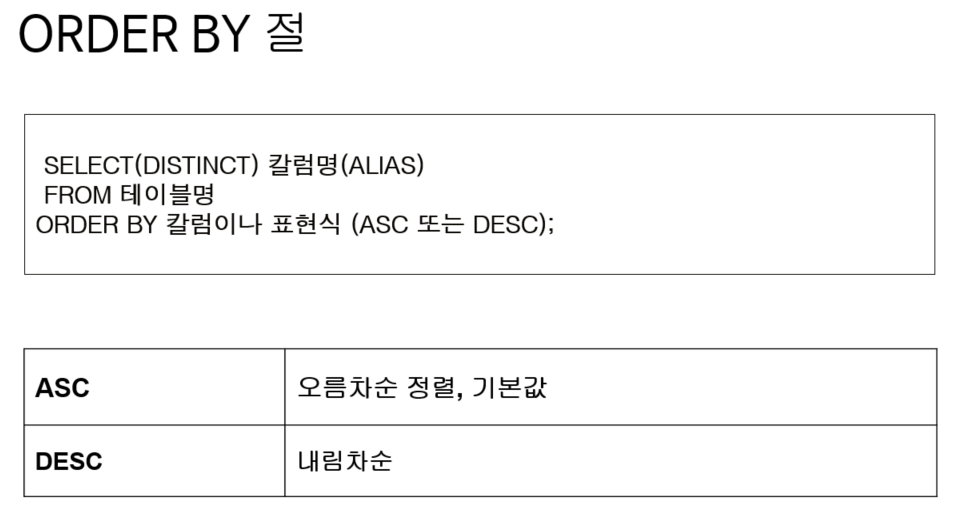 ORDER BY 절
SELECT(DISTINCT) 칼럼명(ALIAS)
FROM 테이블명
ORDER BY 칼럼이나 표현식 (ASC 또는 DESC);
ASC 오름차순 정렬, 기본값
DESC 내림차순